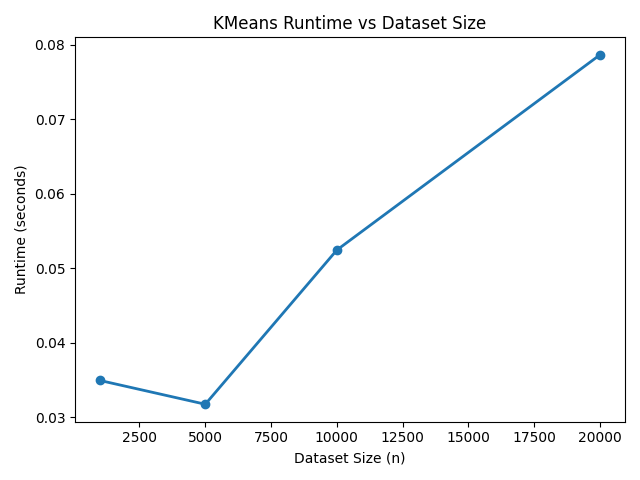 KMeans Runtime vs Dataset Size
0.08
0.07
0.06
0.05
0.04
0.03
Runtime (seconds)
2500 5000 7500 10000 12500 15000 17500 20000
Dataset Size (n)